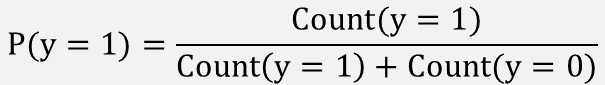 P(y = 1) = Count(y = 1) / Count(y = 1) + Count(y = 0)